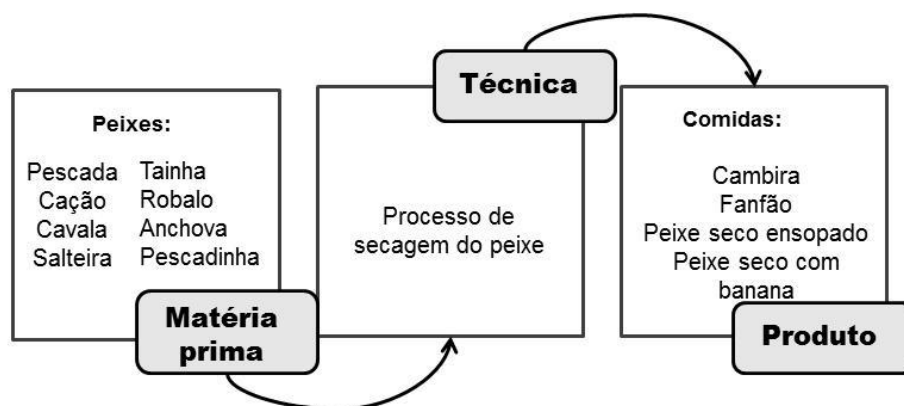 Técnica
Peixes:
Pescada Tainha
Cação Robalo
Cavala Anchova
Salteira Pescadinha
Matéria
prima
Processo de
secagem do peixe
Comidas:
Cambira
Fanfão
Peixe seco ensopado
Peixe seco com
banana
Produto